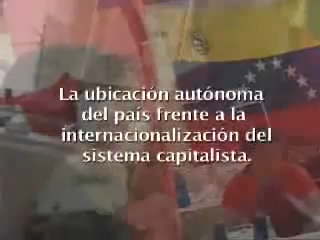 La ubicación autónoma
del país frente a la
internacionalización del
sistema capitalista.